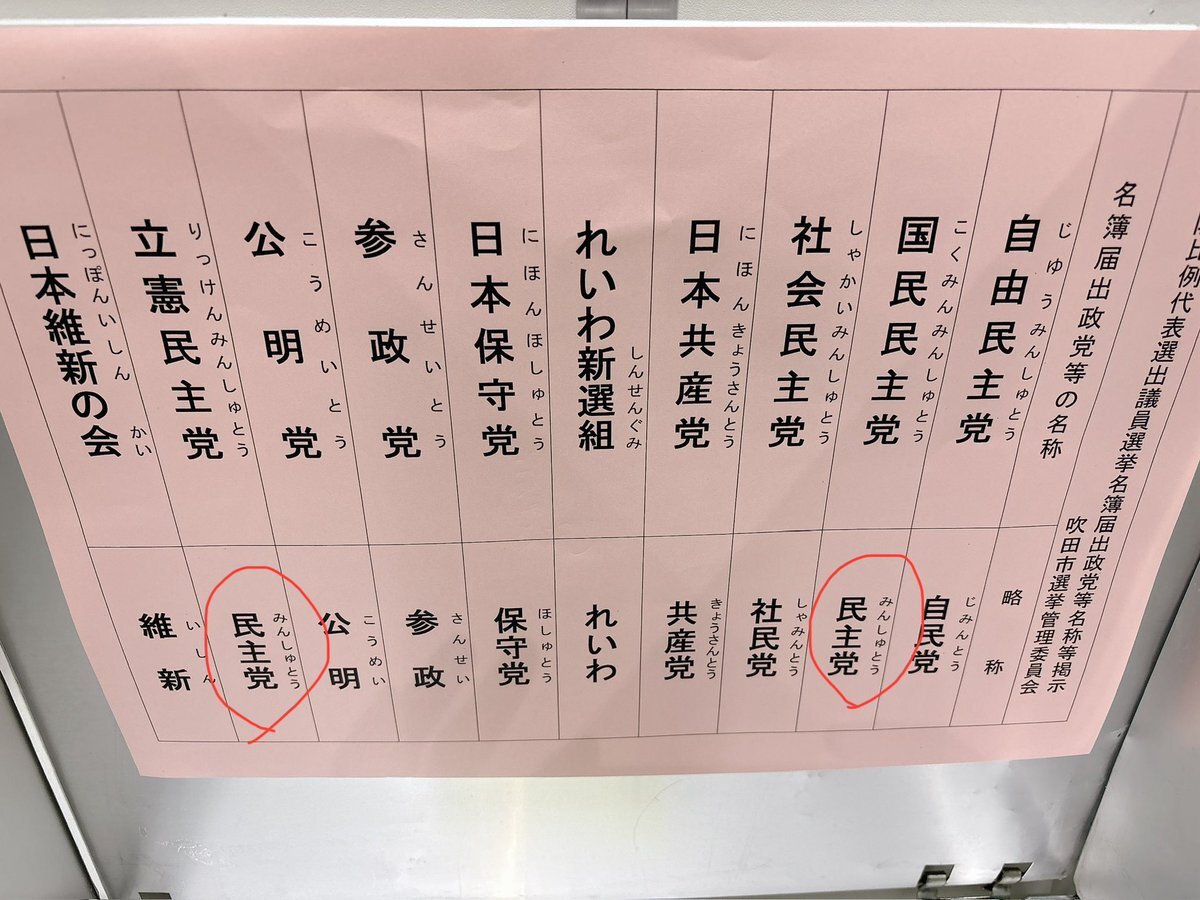 比例代表選出議員選挙名簿届出政党等名称等掲示
吹田市選挙管理委員会
名簿届出政党等の名称
略称
じゆうみんしゅとう
自由民主党
じみんとう
自民党
こくみんみんしゅとう
国民民主党
みんしゅとう
民主党
しゃかいみんしゅとう
社会民主党
しゃみんとう
社民党
にほんきょうさんとう
日本共産党
きょうさんとう
共産党
しんせんぐみ
れいわ新選組
れいわ
にほんほしゅとう
日本保守党
ほしゅとう
保守党
さんせいとう
参政党
さんせい
参政
こうめいとう
公明党
こうめい
公明
りっけんみんしゅとう
立憲民主党
みんしゅとう
民主党
にっぽんいしん かい
日本維新の会
いしん
維新